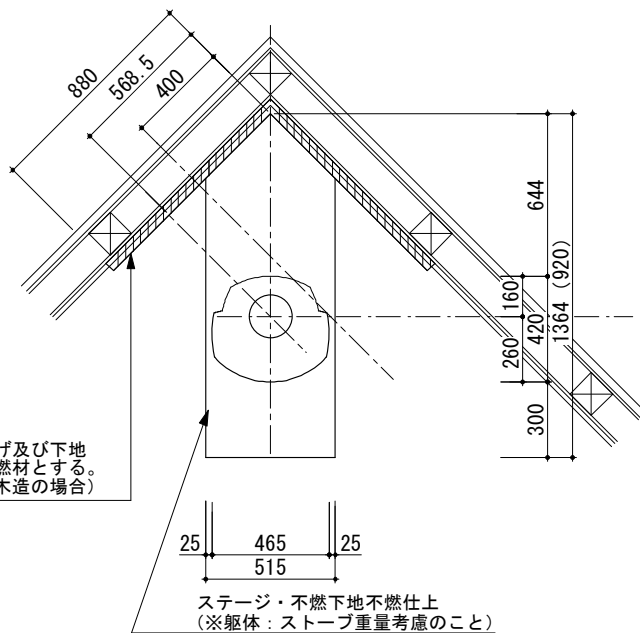 880
568.5
400
644
160
420
1364 (920)
260
300
げ及び下地
燃材とする。
木造の場合）
25 465 25
515
ステージ・不燃下地不燃仕上
（※躯体：ストーブ重量考慮のこと）